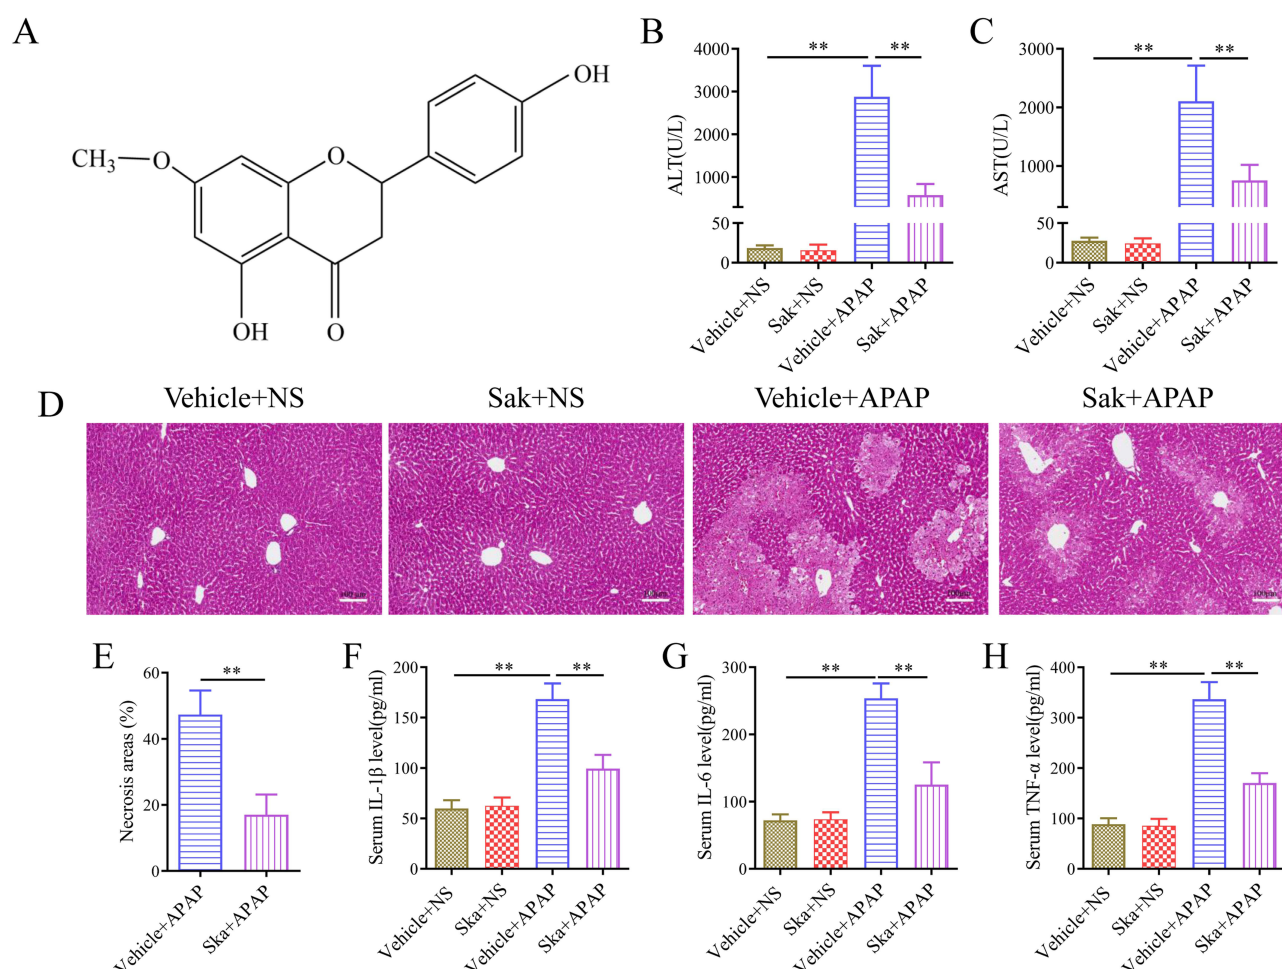 A
OH
CH₃
O
O
OH
O
B
ALT(U/L)
4000
3000
2000
1000
50
0
**
**
Vehicle+NS
Sak+NS
Vehicle+APAP
Sak+APAP
C
AST(U/L)
3000
2000
1000
50
0
**
**
Vehicle+NS
Sak+NS
Vehicle+APAP
Sak+APAP
D
Vehicle+NS
Sak+NS
Vehicle+APAP
Sak+APAP
100 μm
100μm
100μm
100μm
E
Necrosis areas (%)
60
40
20
0
**
Vehicle+APAP
Ska+APAP
F
Serum IL-1β level(pg/ml)
200
150
100
50
0
**
**
Vehicle+NS
Ska+NS
Vehicle+APAP
Ska+APAP
G
Serum IL-6 level(pg/ml)
300
200
100
0
**
**
Vehicle+NS
Ska+NS
Vehicle+APAP
Ska+APAP
H
Serum TNF-α level(pg/ml)
400
300
200
100
0
**
**
Vehicle+NS
Ska+NS
Vehicle+APAP
Ska+APAP